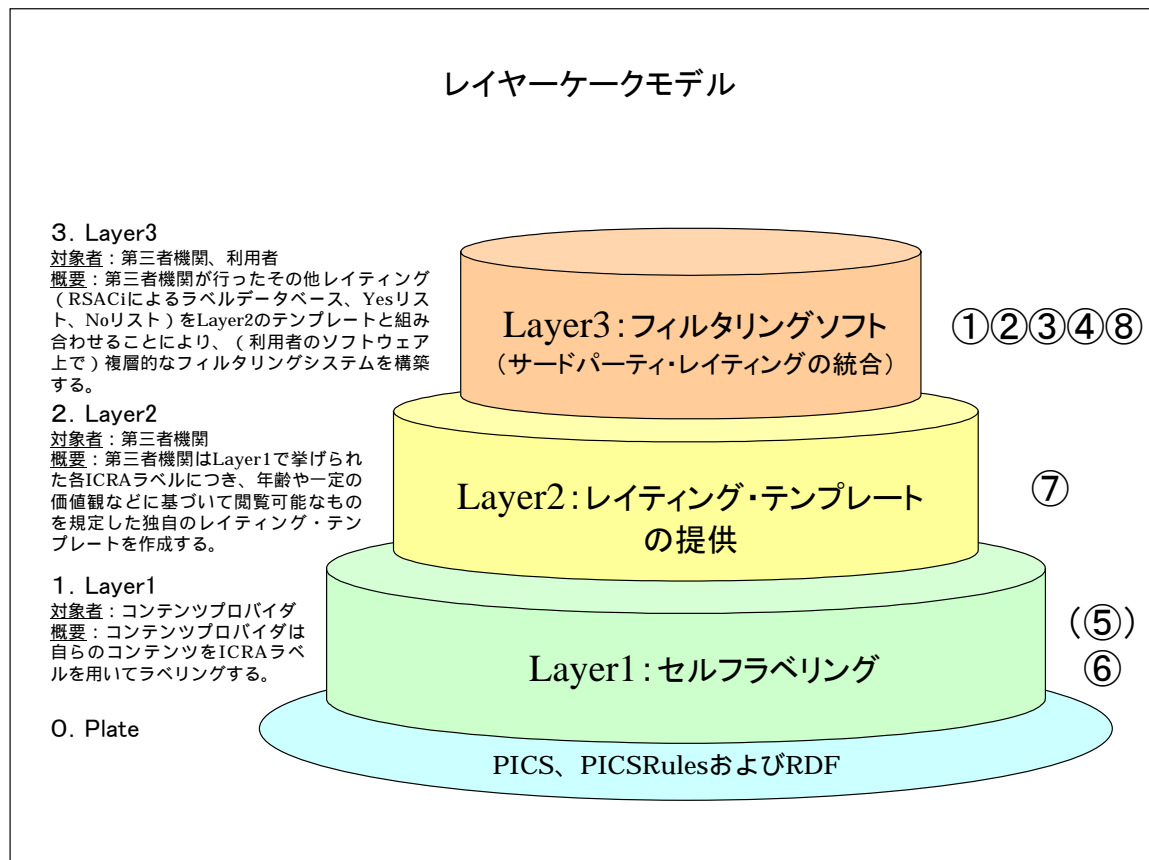 レイヤーケークモデル
3. Layer3
対象者：第三者機関、利用者
概要：第三者機関が行ったその他レイティング
（RSACiによるラベルデータベース、Yesリス
ト、Noリスト）をLayer2のテンプレートと組み
合わせることにより、（利用者のソフトウェア
上で）複層的なフィルタリングシステムを構築
する。
Layer3：フィルタリングソフト
（サードパーティ・レイティングの統合）
①②③④⑧
2. Layer2
対象者：第三者機関
概要：第三者機関はLayer1で挙げられ
た各ICRAラベルにつき、年齢や一定の
価値観などに基づいて閲覧可能なもの
を規定した独自のレイティング・テン
プレートを作成する。
Layer2：レイティング・テンプレート
の提供
⑦
1. Layer1
対象者：コンテンツプロバイダ
概要：コンテンツプロバイダは
自らのコンテンツをICRAラベ
ルを用いてラベリングする。
Layer1：セルフラベリング
（⑤）
⑥
0. Plate
PICS、PICSRulesおよびRDF